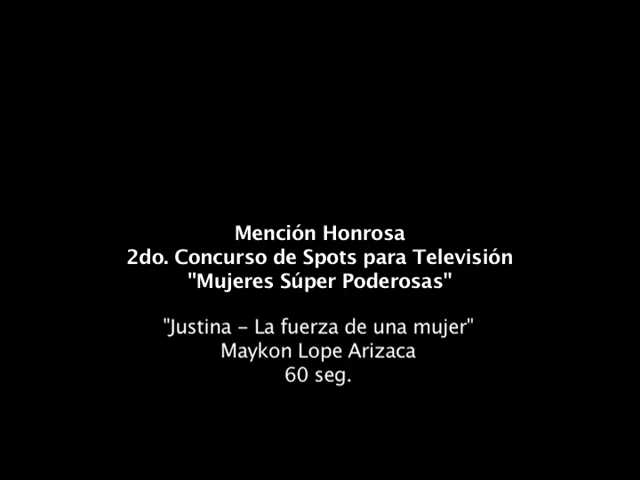 Mención Honrosa
2do. Concurso de Spots para Televisión
"Mujeres Súper Poderosas"
"Justina - La fuerza de una mujer"
Maykon Lope Arizaca
60 seg.